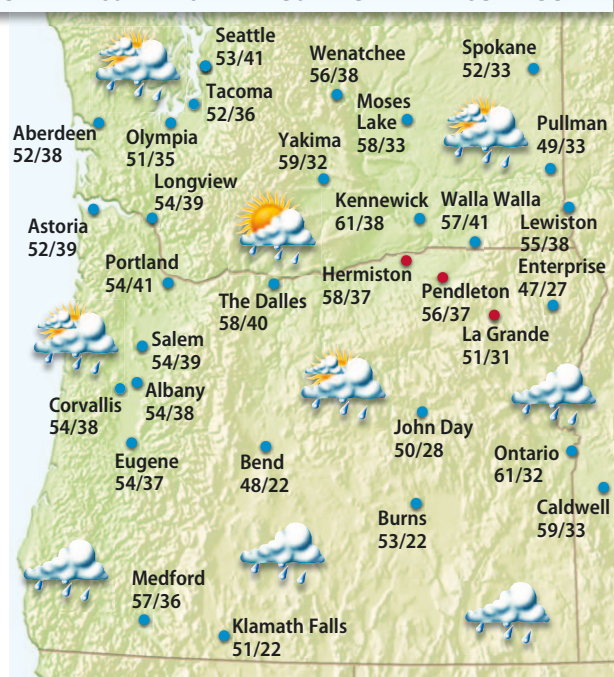 Seattle
53/41
Wenatchee
56/38
Spokane
52/33
Tacoma
52/36
Moses
Lake
58/33
Pullman
49/33
Aberdeen
52/38
Olympia
51/35
Yakima
59/32
Longview
54/39
Kennewick
61/38
Walla Walla
57/41
Lewiston
55/38
Astoria
52/39
Portland
54/41
The Dalles
58/40
Hermiston
58/37
Pendleton
56/37
Enterprise
47/27
La Grande
51/31
Salem
54/39
Albany
54/38
Corvallis
54/38
Eugene
54/37
Bend
48/22
John Day
50/28
Ontario
61/32
Caldwell
59/33
Burns
53/22
Medford
57/36
Klamath Falls
51/22